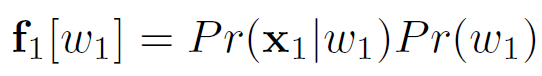 f₁[w₁] = Pr(x₁|w₁)Pr(w₁)